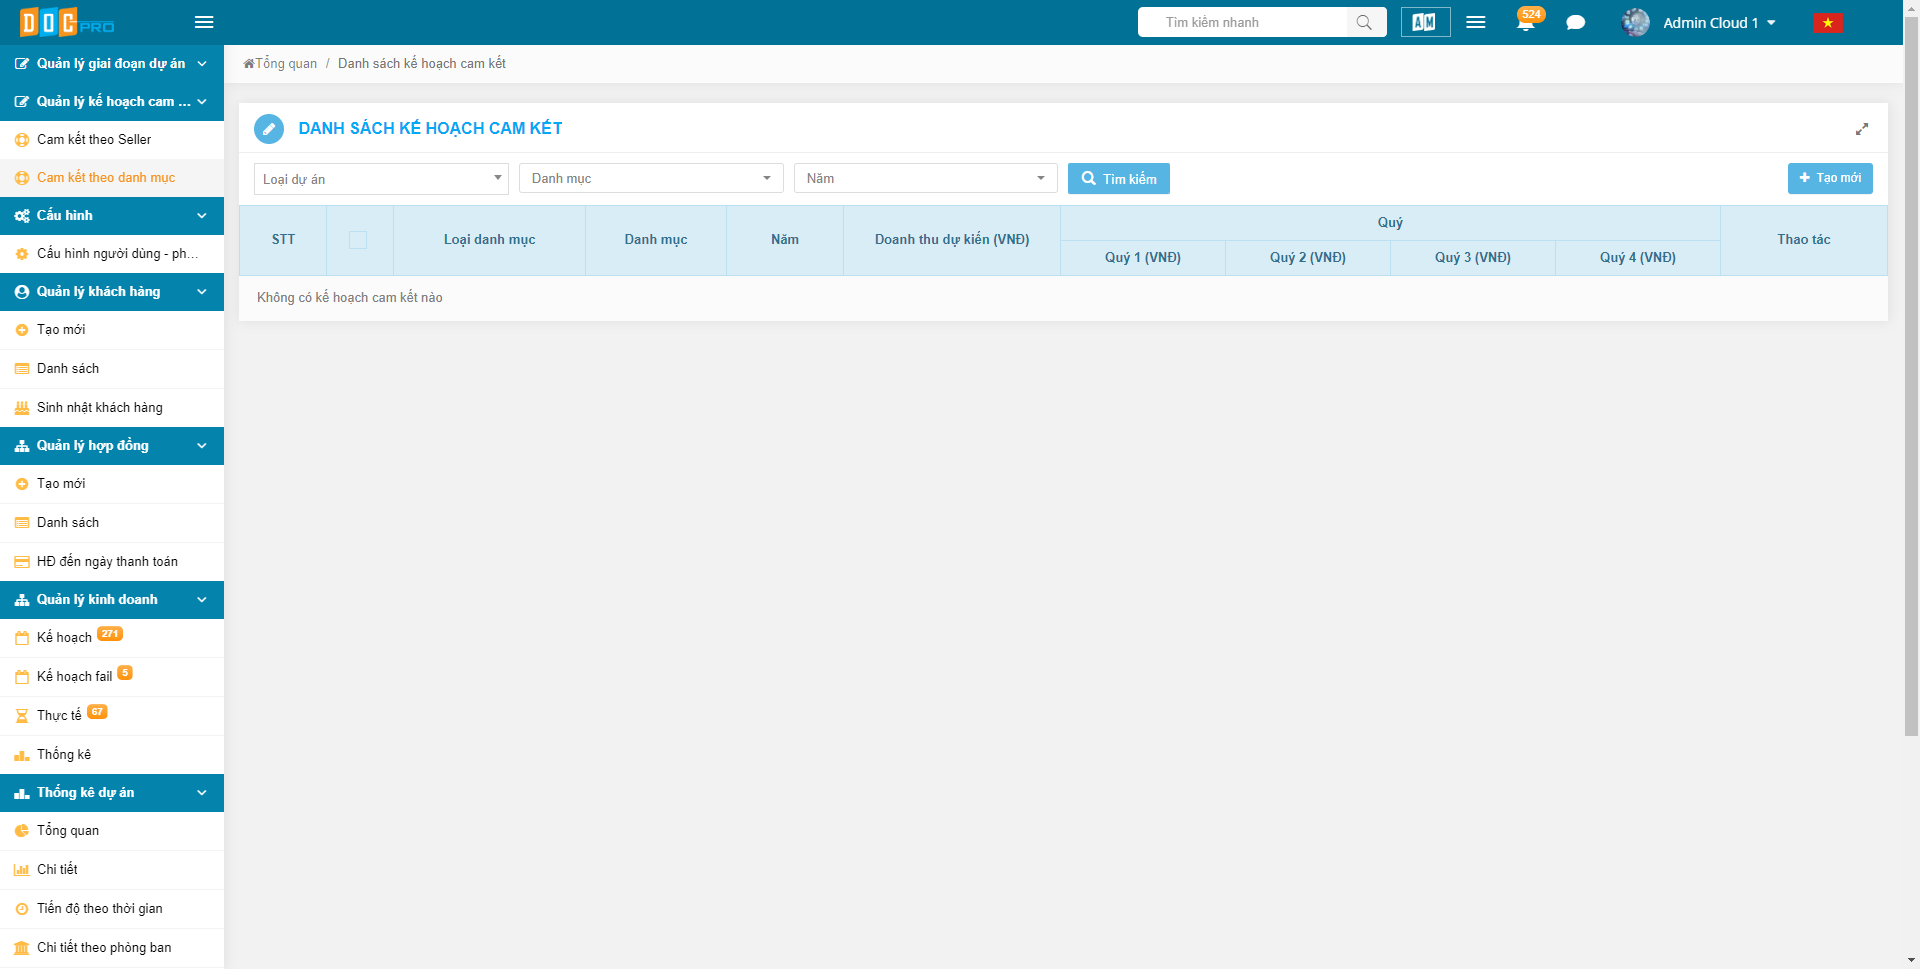 DOC PRO
Tìm kiếm nhanh
AM
524
Admin Cloud 1
Quản lý giai đoạn dự án
Quản lý kế hoạch cam ...
Cam kết theo Seller
Cam kết theo danh mục
Cấu hình
Cấu hình người dùng - ph...
Quản lý khách hàng
Tạo mới
Danh sách
Sinh nhật khách hàng
Quản lý hợp đồng
Tạo mới
Danh sách
HĐ đến ngày thanh toán
Quản lý kinh doanh
Kế hoạch 271
Kế hoạch fail 5
Thực tế 67
Thống kê
Thống kê dự án
Tổng quan
Chi tiết
Tiến độ theo thời gian
Chi tiết theo phòng ban
Tổng quan / Danh sách kế hoạch cam kết
DANH SÁCH KẾ HOẠCH CAM KẾT
Loại dự án
Danh mục
Năm
Tìm kiếm
Tạo mới
STT
Loại danh mục
Danh mục
Năm
Doanh thu dự kiến (VNĐ)
Quý
Thao tác
Quý 1 (VNĐ)
Quý 2 (VNĐ)
Quý 3 (VNĐ)
Quý 4 (VNĐ)
Không có kế hoạch cam kết nào